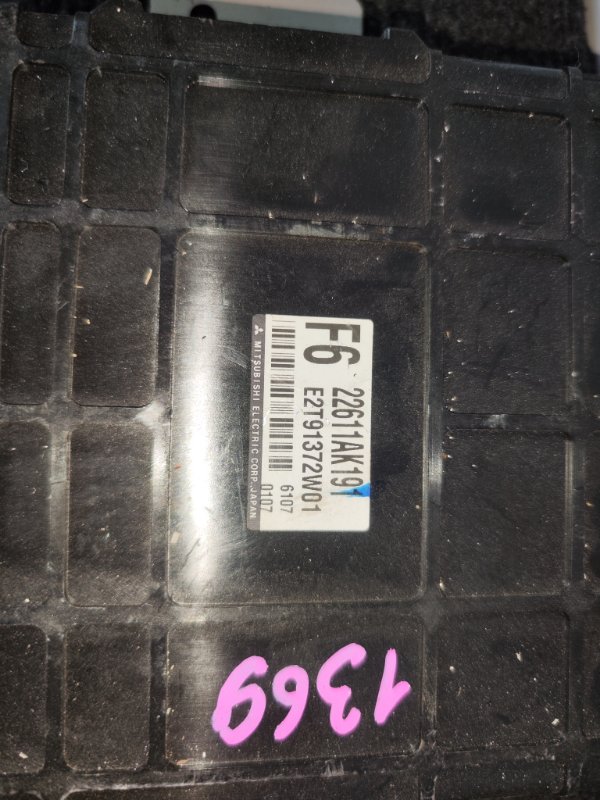 F6
22611AK191
E2T91372W01
6107
0107
MITSUBISHI ELECTRIC CORP. JAPAN
1369